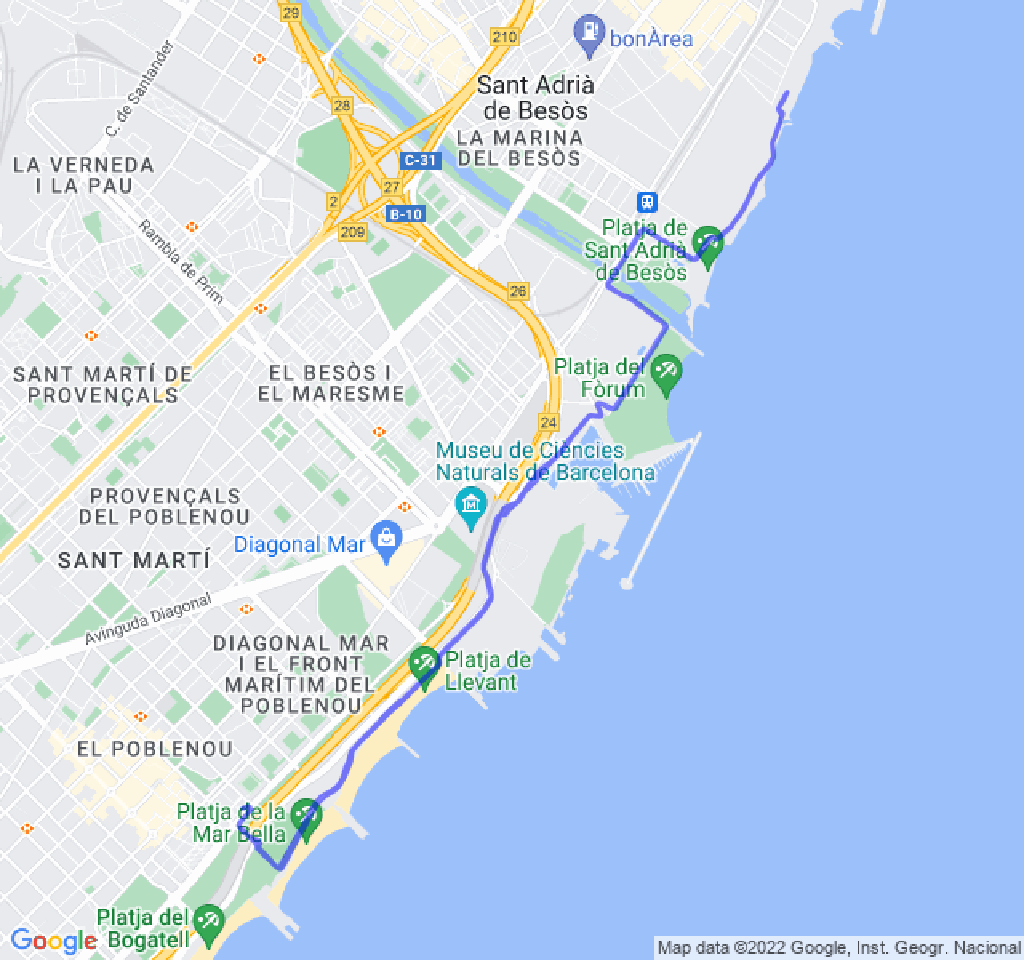 29
210
bonÀrea
C. de Santander
Sant Adrià
de Besòs
28
LA MARINA
DEL BESÒS
C-31
LA VERNEDA
I LA PAU
27
2
B-10
209
Rambla de Prim
Platja de
Sant Adrià
de Besòs
26
SANT MARTÍ DE
PROVENÇALS
EL BESÒS I
EL MARESME
Platja del
Fòrum
24
Museu de Ciències
Naturals de Barcelona
PROVENÇALS
DEL POBLENOU
M
Diagonal Mar
SANT MARTÍ
Avinguda Diagonal
DIAGONAL MAR
I EL FRONT
MARÍTIM DEL
POBLENOU
Platja de
Llevant
EL POBLENOU
Platja de la
Mar Bella
Platja del
Bogatell
Google
Map data ©2022 Google, Inst. Geogr. Nacional